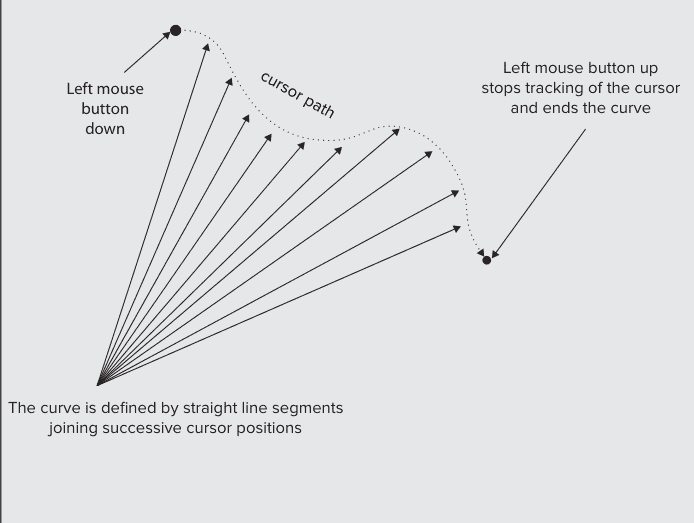 Left mouse
button
down
cursor path
Left mouse button up
stops tracking of the cursor
and ends the curve
The curve is defined by straight line segments
joining successive cursor positions